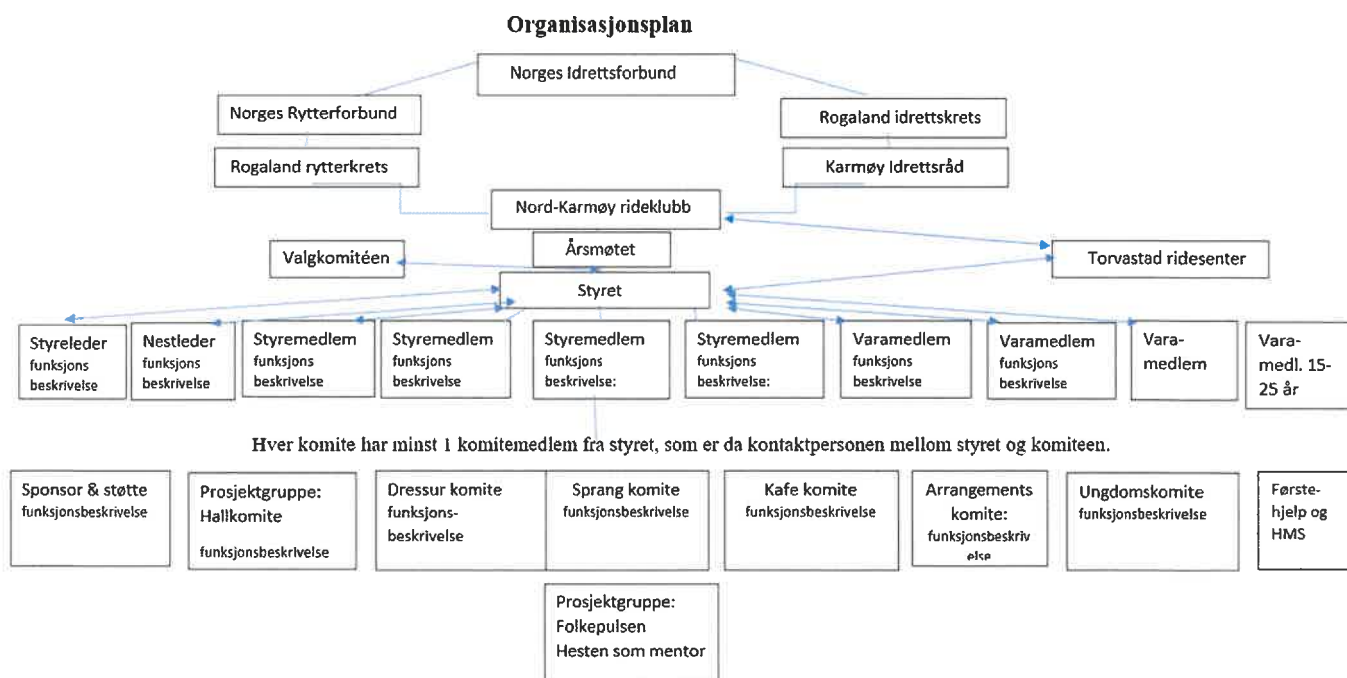 Organisasjonsplan
Norges Idrettsforbund
Norges Rytterforbund
Rogaland idrettskrets
Rogaland rytterkrets
Karmøy Idrettsråd
Nord-Karmøy rideklubb
Årsmøtet
Valgkomitéen
Torvastad ridesenter
Styret
Styreleder
funksjons
beskrivelse
Nestleder
funksjons
beskrivelse
Styremedlem
funksjons
beskrivelse
Styremedlem
funksjons
beskrivelse
Styremedlem
funksjons
beskrivelse:
Styremedlem
funksjons
beskrivelse:
Varamedlem
funksjons
beskrivelse
Varamedlem
funksjons
beskrivelse
Vara-
medlem
Vara-
medl. 15-
25 år
Hver komite har minst 1 komitemedlem fra styret, som er da kontaktpersonen mellom styret og komiteen.
Sponsor & støtte
funksjonsbeskrivelse
Prosjektgruppe:
Hallkomite
funksjonsbeskrivelse
Dressur komite
funksjons-
beskrivelse
Sprang komite
funksjonsbeskrivelse
Kafe komite
funksjonsbeskrivelse
Arrangements
komite:
funksjonsbeskriv
else
Ungdomskomite
funksjonsbeskrivelse
Første-
hjelp og
HMS
Prosjektgruppe:
Folkepulsen
Hesten som mentor